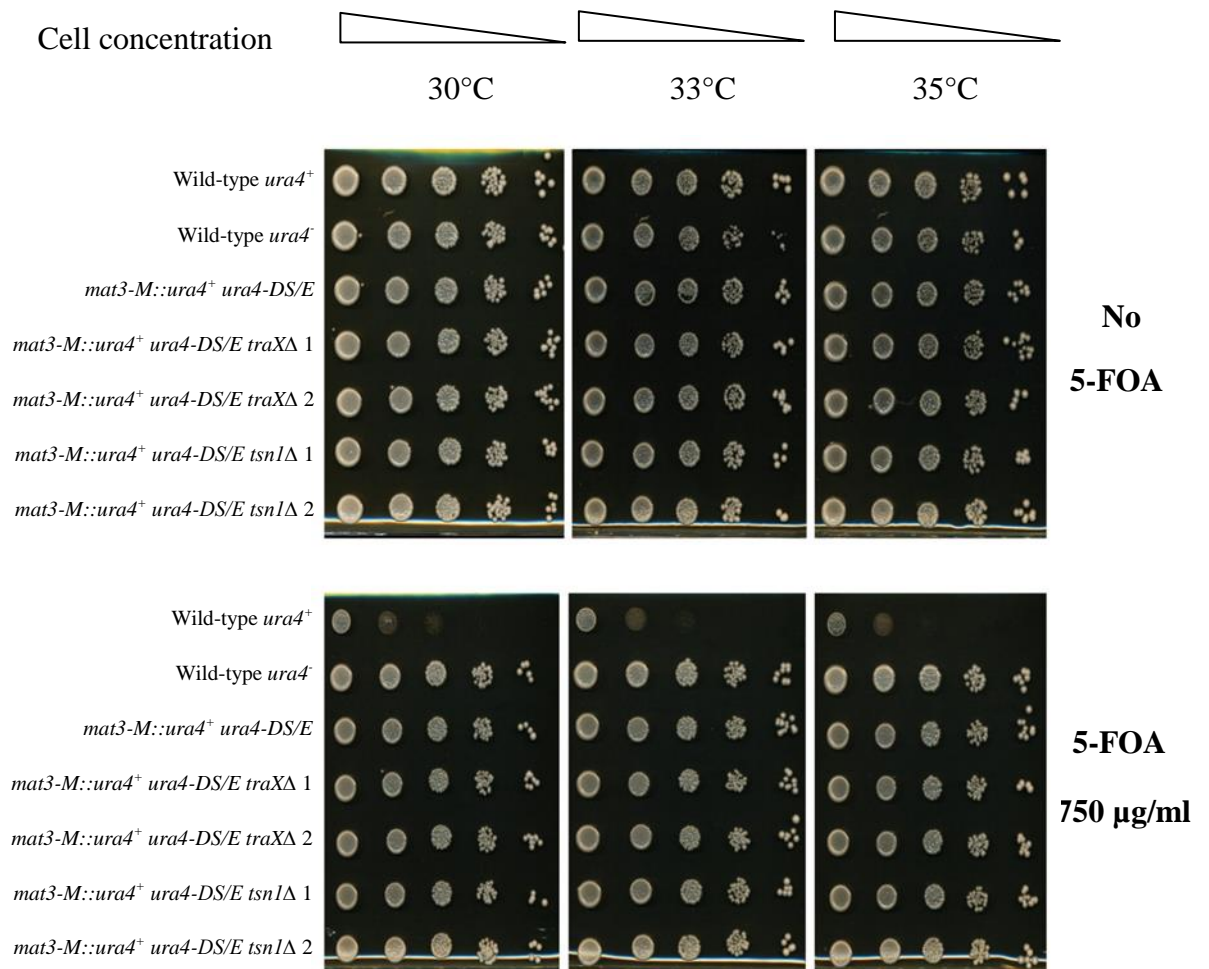 Cell concentration
30°C 33°C 35°C
Wild-type ura4⁺
Wild-type ura4⁻
mat3-M::ura4⁺ ura4-DS/E
mat3-M::ura4⁺ ura4-DS/E traXΔ 1
mat3-M::ura4⁺ ura4-DS/E traXΔ 2
mat3-M::ura4⁺ ura4-DS/E tsn1Δ 1
mat3-M::ura4⁺ ura4-DS/E tsn1Δ 2
No
5-FOA
Wild-type ura4⁺
Wild-type ura4⁻
mat3-M::ura4⁺ ura4-DS/E
mat3-M::ura4⁺ ura4-DS/E traXΔ 1
mat3-M::ura4⁺ ura4-DS/E traXΔ 2
mat3-M::ura4⁺ ura4-DS/E tsn1Δ 1
mat3-M::ura4⁺ ura4-DS/E tsn1Δ 2
5-FOA
750 µg/ml